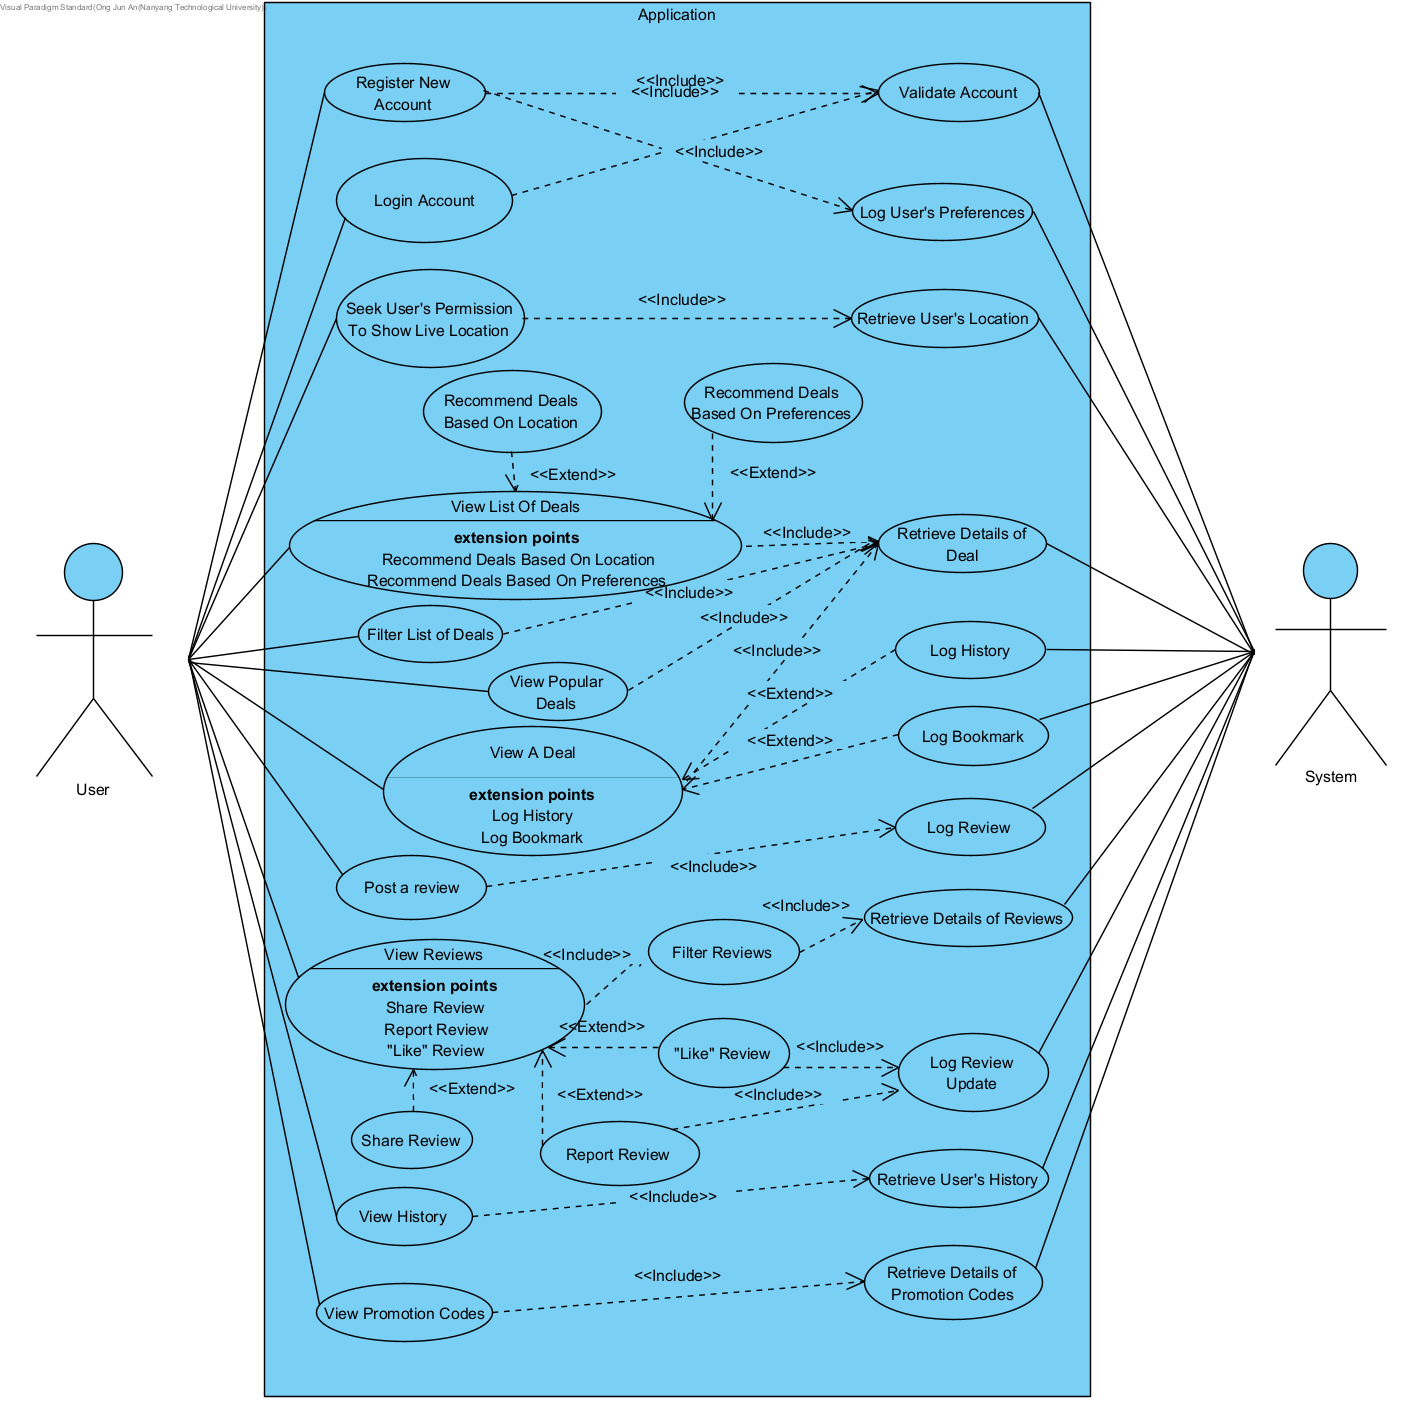 Visual Paradigm Standard(Ong Jun An(Nanyang Technological University))
Application
Register New
Account
<<Include>>
<<Include>>
Validate Account
<<Include>>
Login Account
Log User's Preferences
Seek User's Permission
To Show Live Location
<<Include>>
Retrieve User's Location
Recommend Deals
Based On Location
Recommend Deals
Based On Preferences
<<Extend>>
<<Extend>>
View List Of Deals
extension points
Recommend Deals Based On Location
Recommend Deals Based On Preferences
<<Include>>
Retrieve Details of
Deal
<<Include>>
Filter List of Deals
<<Include>>
<<Include>>
Log History
View Popular
Deals
<<Extend>>
<<Extend>>
Log Bookmark
View A Deal
extension points
Log History
Log Bookmark
User
System
Log Review
Post a review
<<Include>>
<<Include>>
Retrieve Details of Reviews
Filter Reviews
<<Include>>
View Reviews
extension points
Share Review
Report Review
"Like" Review
<<Extend>>
"Like" Review
<<Include>>
Log Review
Update
<<Extend>>
<<Extend>>
<<Include>>
Share Review
Report Review
Retrieve User's History
<<Include>>
View History
<<Include>>
Retrieve Details of
Promotion Codes
View Promotion Codes